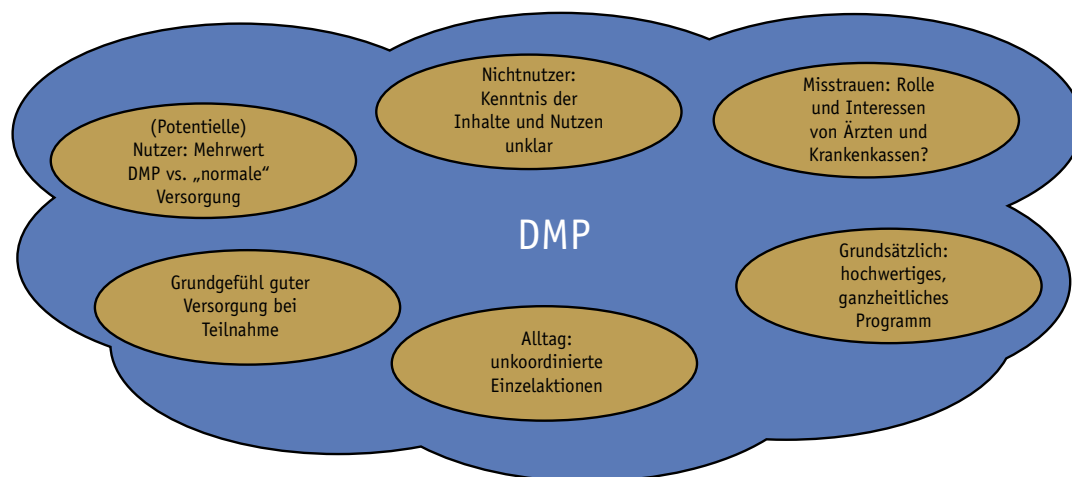 Nichtnutzer:
Kenntnis der
Inhalte und Nutzen
unklar
Misstrauen: Rolle
und Interessen
von Ärzten und
Krankenkassen?
(Potentielle)
Nutzer: Mehrwert
DMP vs. „normale“
Versorgung
DMP
Grundsätzlich:
hochwertiges,
ganzheitliches
Programm
Grundgefühl guter
Versorgung bei
Teilnahme
Alltag:
unkoordinierte
Einzelaktionen